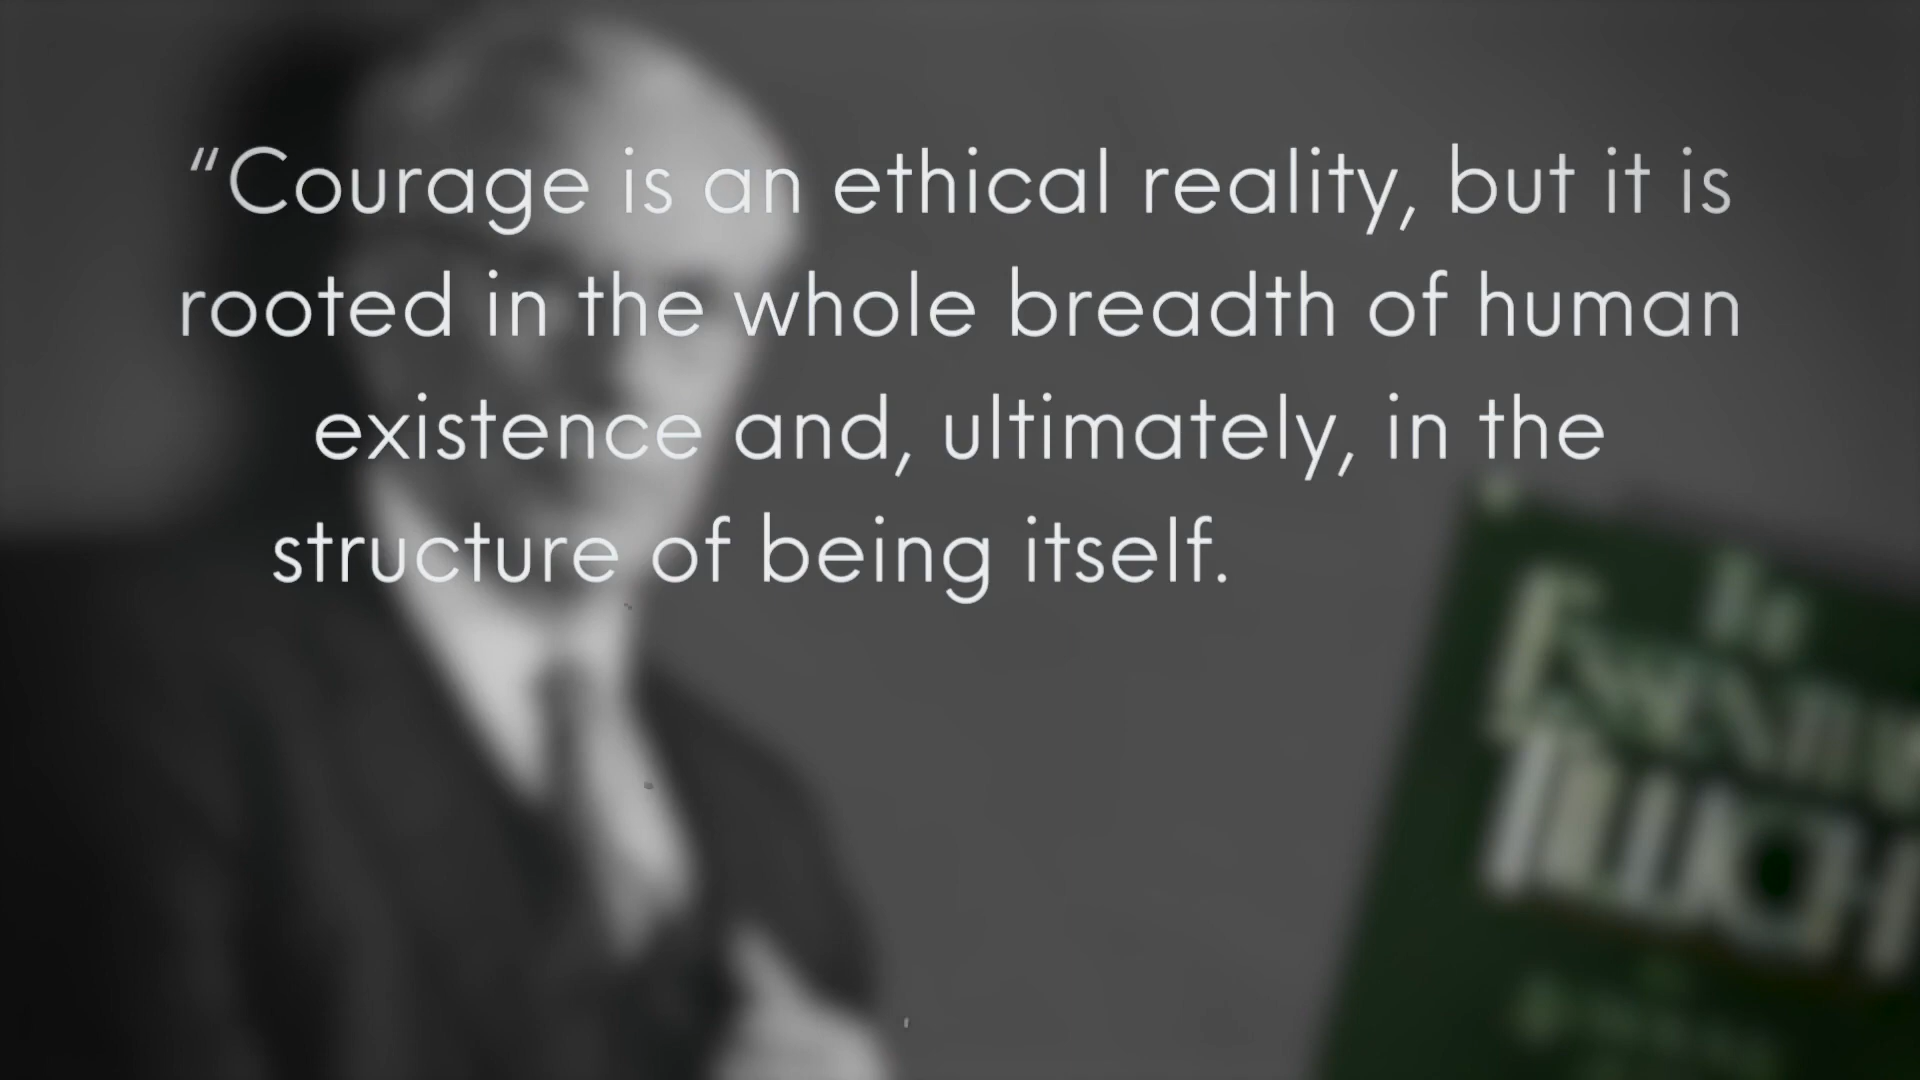 “Courage is an ethical reality, but it is
rooted in the whole breadth of human
existence and, ultimately, in the
structure of being itself.
TILLICH